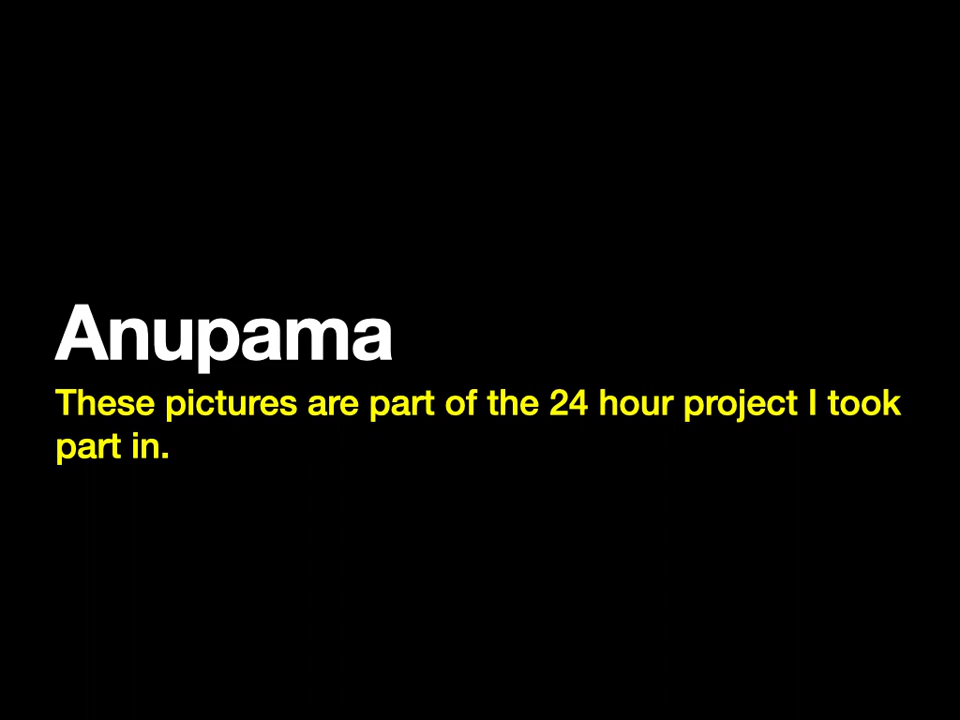 Anupama
These pictures are part of the 24 hour project I took
part in.